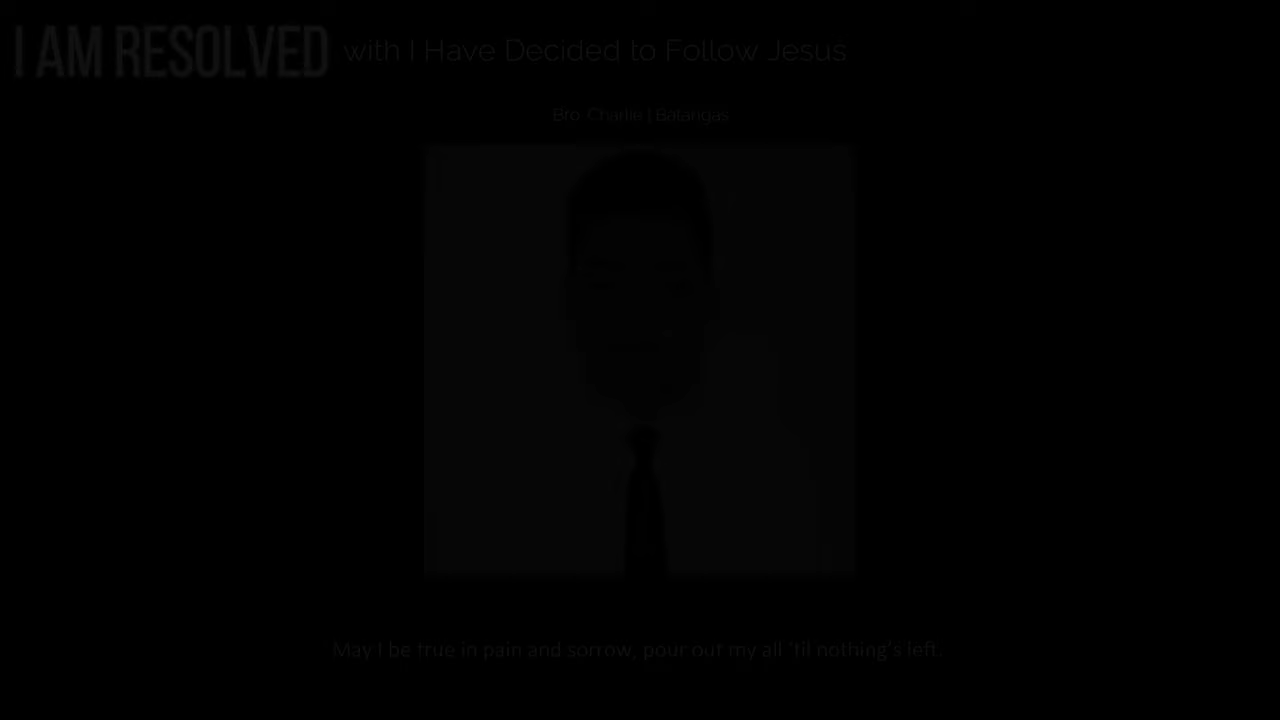 I AM RESOLVED with I Have Decided to Follow Jesus
Bro. Charlie | Batangas
May I be true in pain and sorrow, pour out my all 'til nothing's left.